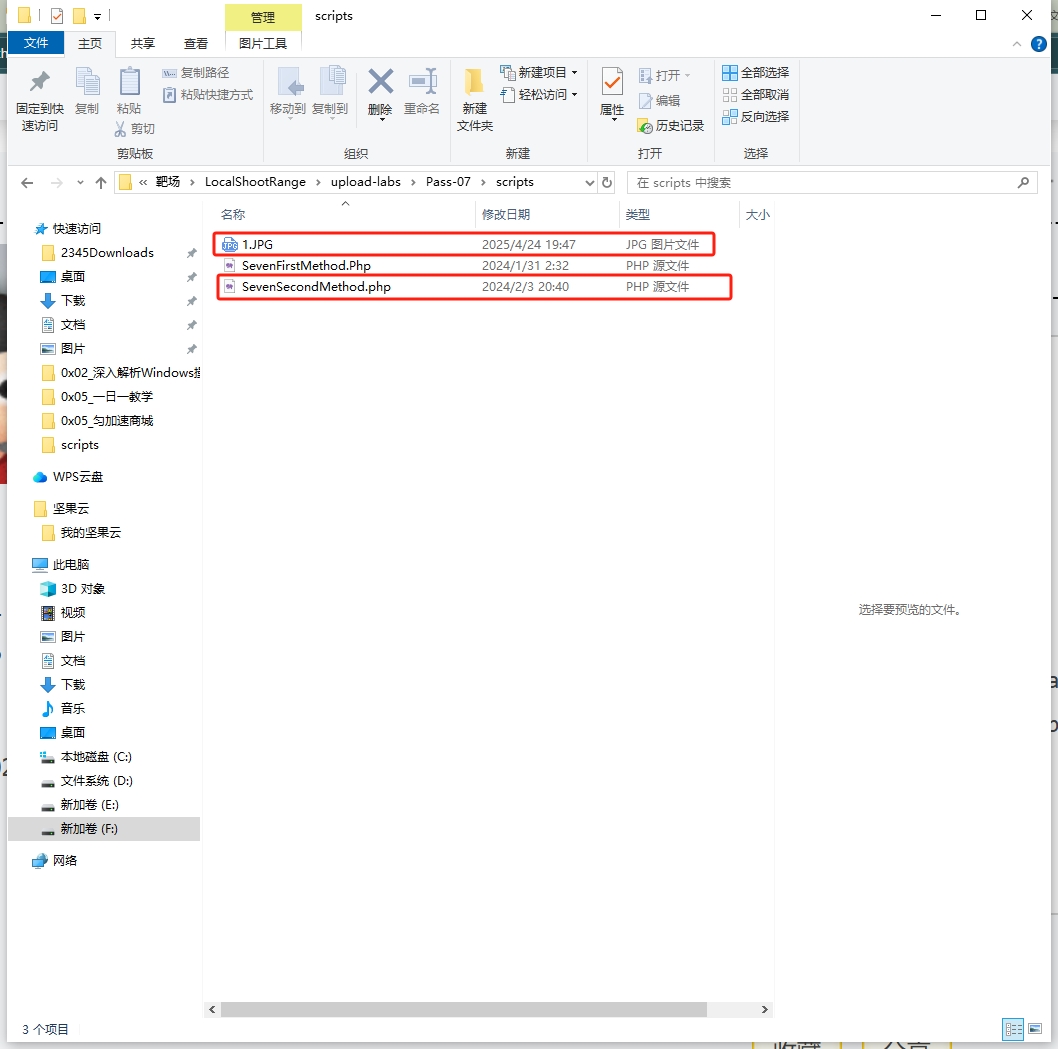 管理 scripts
文件 主页 共享 查看 图片工具
固定到快速访问 复制 粘贴 复制路径 粘贴快捷方式 剪切
移动到 复制到 删除 重命名
新建文件夹 新建项目 轻松访问
属性 打开 编辑 历史记录
全部选择 全部取消 反向选择
剪贴板 组织 新建 打开 选择
« 靶场 › LocalShootRange › upload-labs › Pass-07 › scripts 在 scripts 中搜索
名称 修改日期 类型 大小
1.JPG 2025/4/24 19:47 JPG 图片文件
SevenFirstMethod.Php 2024/1/31 2:32 PHP 源文件
SevenSecondMethod.php 2024/2/3 20:40 PHP 源文件
快速访问
2345Downloads
桌面
下载
文档
图片
0x02_深入解析Windows
0x05_一日一教学
0x05_匀加速商城
scripts
WPS云盘
坚果云
我的坚果云
此电脑
3D 对象
视频
图片
文档
下载
音乐
桌面
本地磁盘 (C:)
文件系统 (D:)
新加卷 (E:)
新加卷 (F:)
网络
选择要预览的文件。
3 个项目